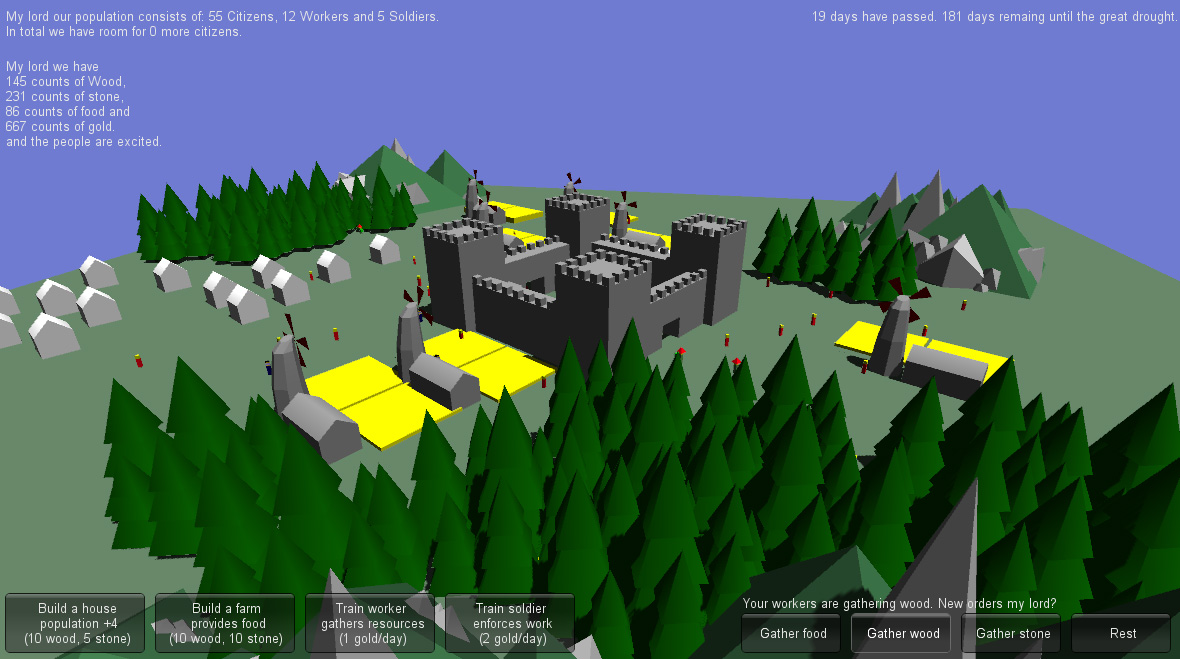 My lord our population consists of: 55 Citizens, 12 Workers and 5 Soldiers.
In total we have room for 0 more citizens.
19 days have passed. 181 days remaing until the great drought.
My lord we have
145 counts of Wood,
231 counts of stone,
86 counts of food and
667 counts of gold.
and the people are excited.
Build a house
population +4
(10 wood, 5 stone)
Build a farm
provides food
(10 wood, 10 stone)
Train worker
gathers resources
(1 gold/day)
Train soldier
enforces work
(2 gold/day)
Your workers are gathering wood. New orders my lord?
Gather food
Gather wood
Gather stone
Rest